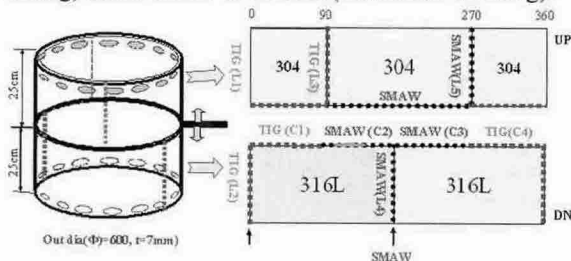 0 90 270 360
UP
304 304 304
TIG (L1)
TIG (L3)
SMAW(L5)
SMAW
TIG (C1) SMAW (C2) SMAW (C3) TIG(C4)
316L 316L
TIG (L2)
SMAW(L4)
DN
SMAW
25cm
25cm
Out dia(Φ)=600, t=7mm)